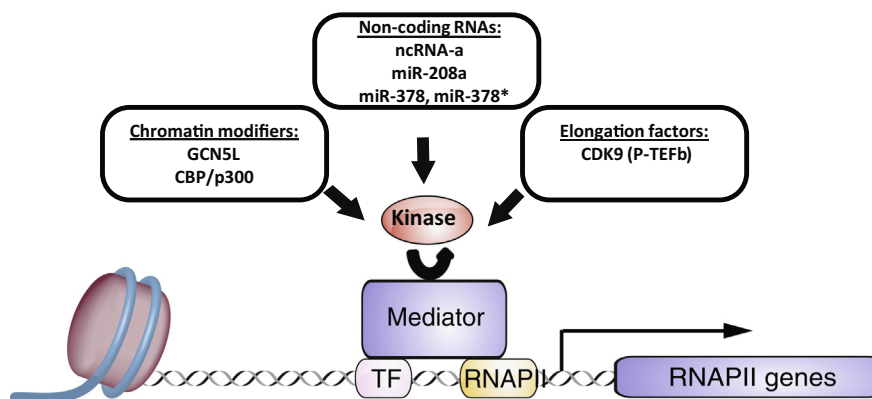 Non-coding RNAs:
ncRNA-a
miR-208a
miR-378, miR-378*
Chromatin modifiers:
GCN5L
CBP/p300
Elongation factors:
CDK9 (P-TEFb)
Kinase
Mediator
TF
RNAPII
RNAPII genes